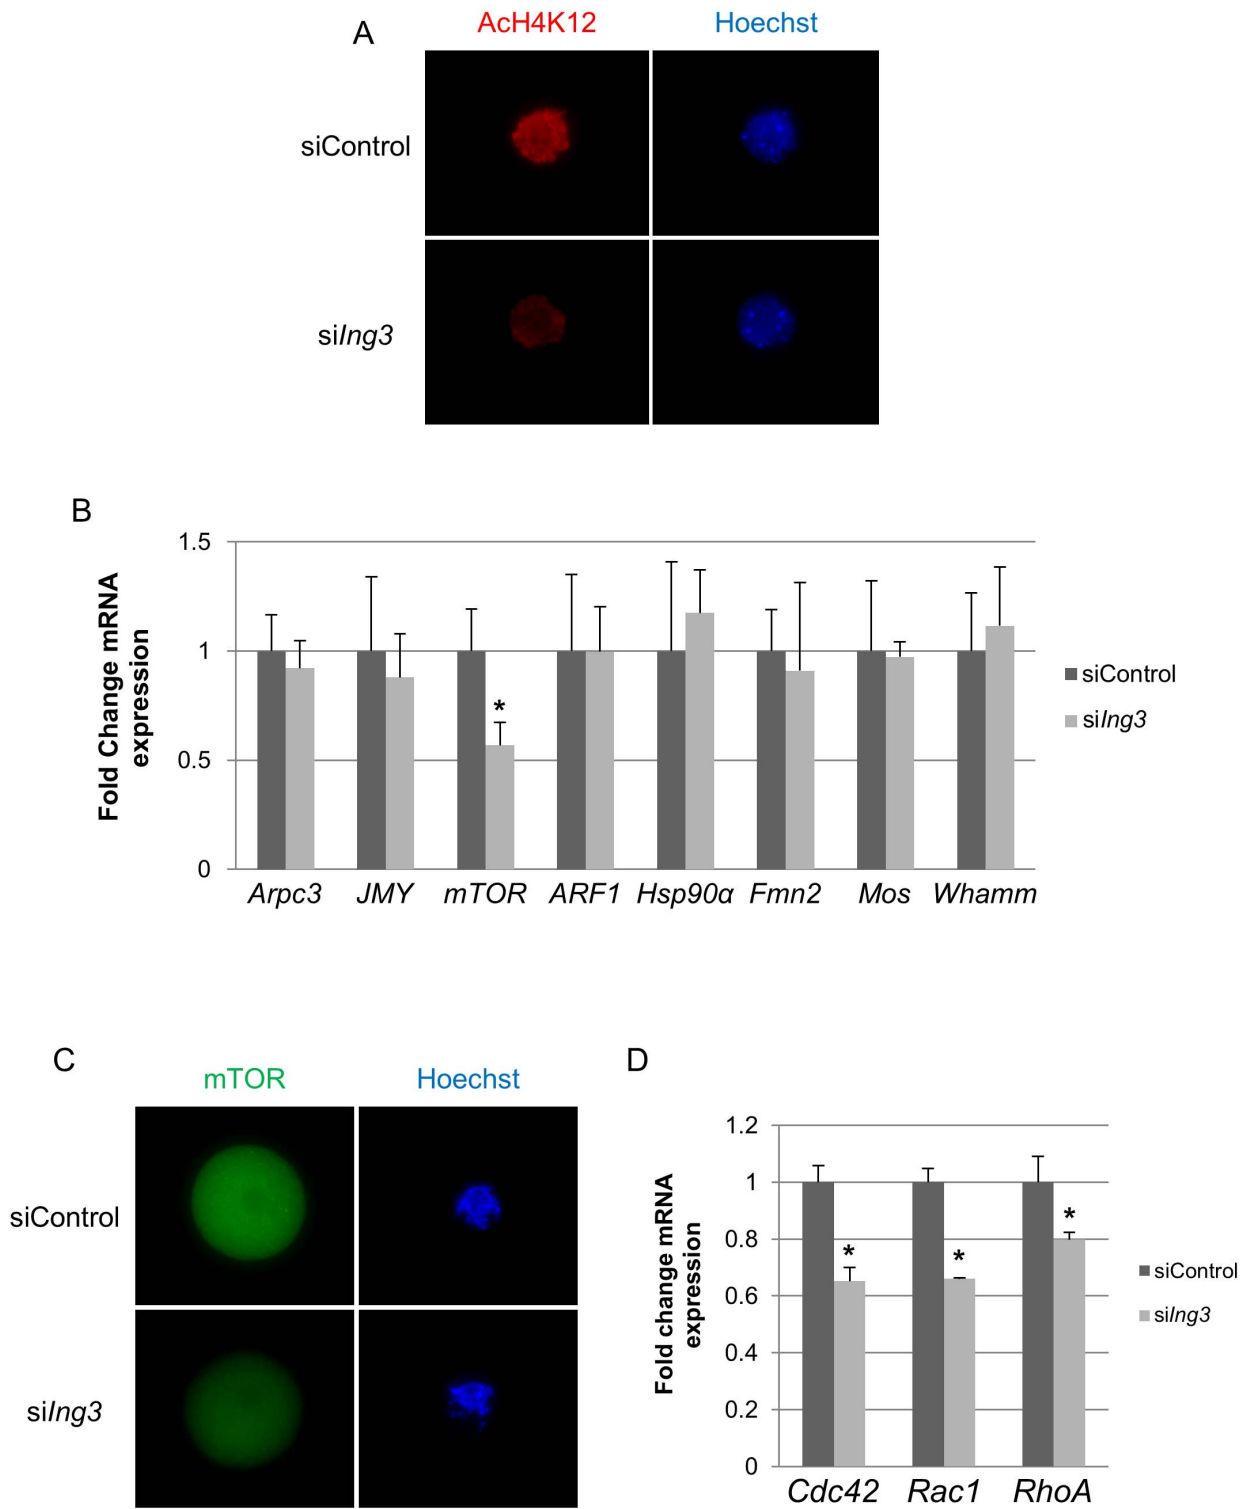 A
AcH4K12 Hoechst
siControl
siIng3
B
Fold Change mRNA
expression
1.5
1
0.5
0
* 
Arpc3 JMY mTOR ARF1 Hsp90α Fmn2 Mos Whamm
siControl
siIng3
C
mTOR Hoechst
siControl
siIng3
D
Fold change mRNA
expression
1.2
1
0.8
0.6
0.4
0.2
0
* * *
Cdc42 Rac1 RhoA
siControl
siIng3